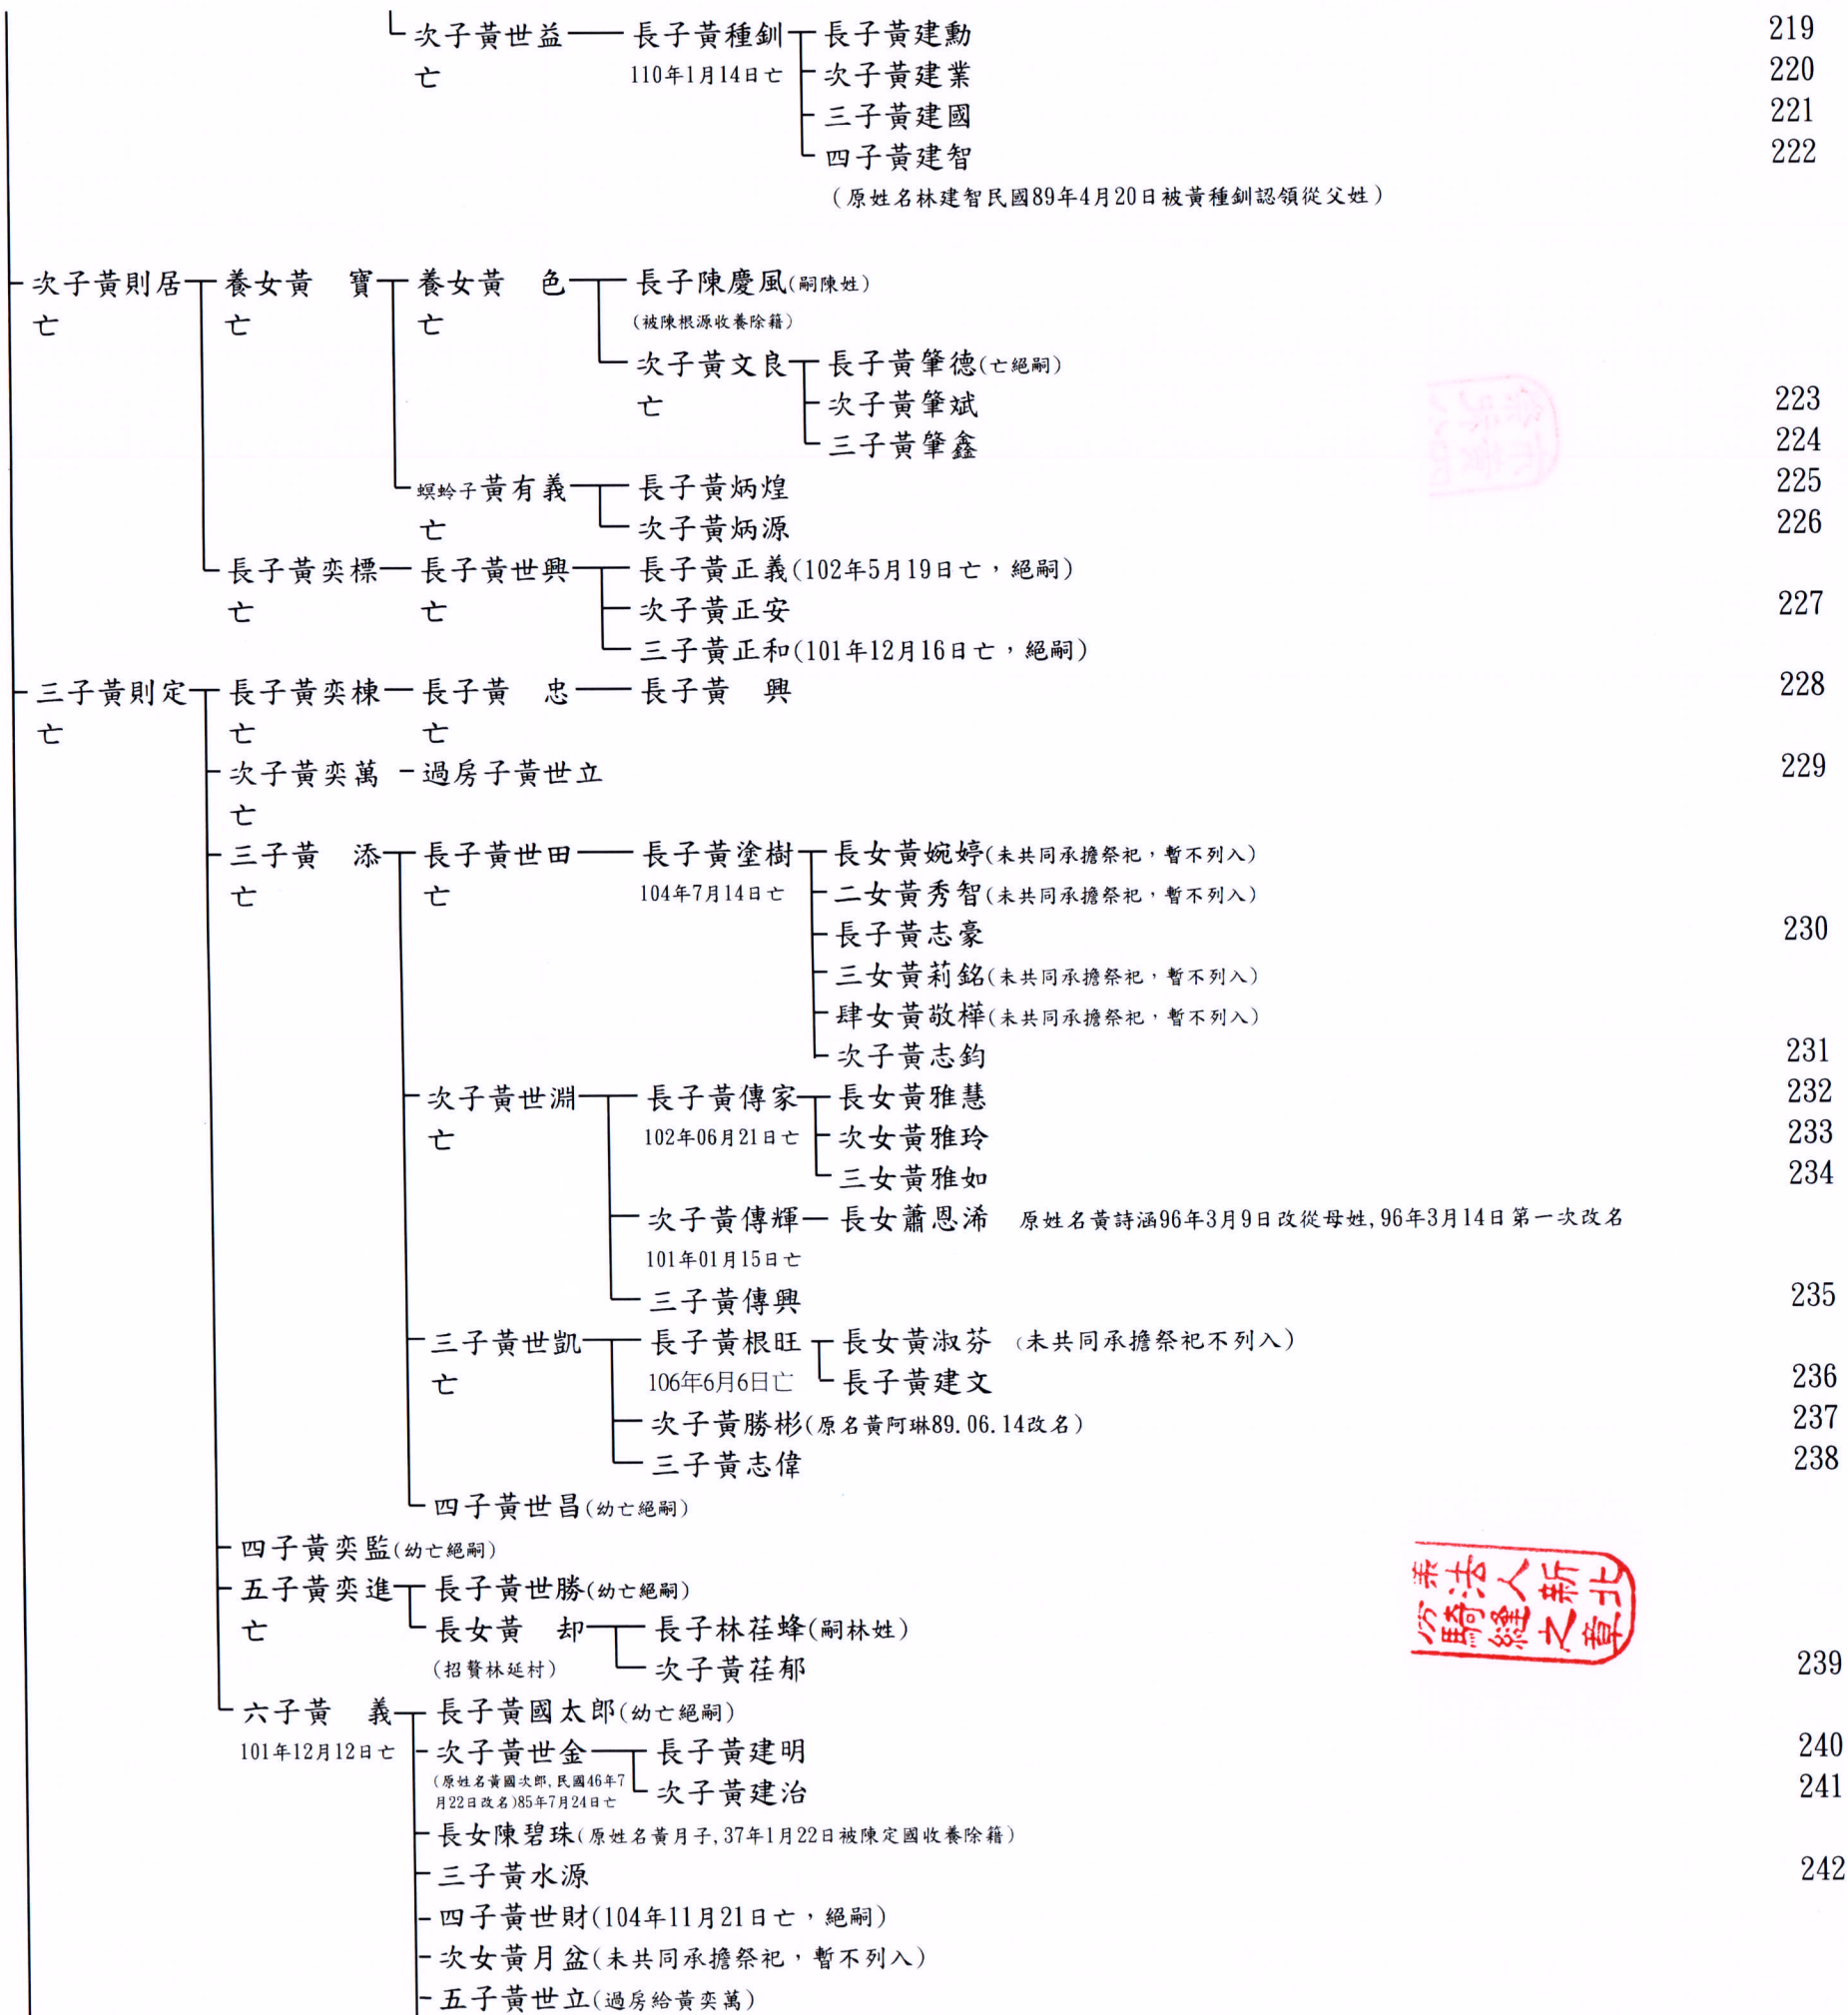 次子黃世益 長子黃種釧 長子黃建勳 219
亡 110年1月14日亡 次子黃建業 220
三子黃建國 221
四子黃建智 222
(原姓名林建智民國89年4月20日被黃種釧認領從父姓)
次子黃則居 養女黃　寶 養女黃　色 長子陳慶風(嗣陳姓)
亡 亡 亡 (被陳根源收養除籍)
次子黃文良 長子黃肇德(亡絕嗣)
亡 次子黃肇斌 223
三子黃肇鑫 224
螟蛉子黃有義 長子黃炳煌 225
亡 次子黃炳源 226
長子黃奕標 長子黃世興 長子黃正義(102年5月19日亡，絕嗣)
亡 亡 次子黃正安 227
三子黃正和(101年12月16日亡，絕嗣)
三子黃則定 長子黃奕棟 長子黃　忠 長子黃　興 228
亡 亡 亡
次子黃奕萬 過房子黃世立 229
亡
三子黃　添 長子黃世田 長子黃塗樹 長女黃婉婷(未共同承擔祭祀，暫不列入)
亡 亡 104年7月14日亡 二女黃秀智(未共同承擔祭祀，暫不列入)
長子黃志豪 230
三女黃莉銘(未共同承擔祭祀，暫不列入)
肆女黃敬樺(未共同承擔祭祀，暫不列入)
次子黃志鈞 231
次子黃世淵 長子黃傳家 長女黃雅慧 232
亡 102年06月21日亡 次女黃雅玲 233
三女黃雅如 234
次子黃傳輝 長女蕭恩浠 原姓名黃詩涵96年3月9日改從母姓,96年3月14日第一次改名
101年01月15日亡
三子黃傳興 235
三子黃世凱 長子黃根旺 長女黃淑芬 (未共同承擔祭祀不列入)
亡 106年6月6日亡 長子黃建文 236
次子黃勝彬(原名黃阿琳89.06.14改名) 237
三子黃志偉 238
四子黃世昌(幼亡絕嗣)
四子黃奕監(幼亡絕嗣)
五子黃奕進 長子黃世勝(幼亡絕嗣)
亡 長女黃　却 長子林荏蜂(嗣林姓)
(招贅林延村) 次子黃荏郁 239
六子黃　義 長子黃國太郎(幼亡絕嗣)
101年12月12日亡 次子黃世金 長子黃建明 240
(原姓名黃國次郎,民國46年7 次子黃建治 241
月22日改名)85年7月24日亡
長女陳碧珠(原姓名黃月子,37年1月22日被陳定國收養除籍)
三子黃水源 242
四子黃世財(104年11月21日亡，絕嗣)
次女黃月盆(未共同承擔祭祀，暫不列入)
五子黃世立(過房給黃奕萬)
北章
新之
人縫
法騎